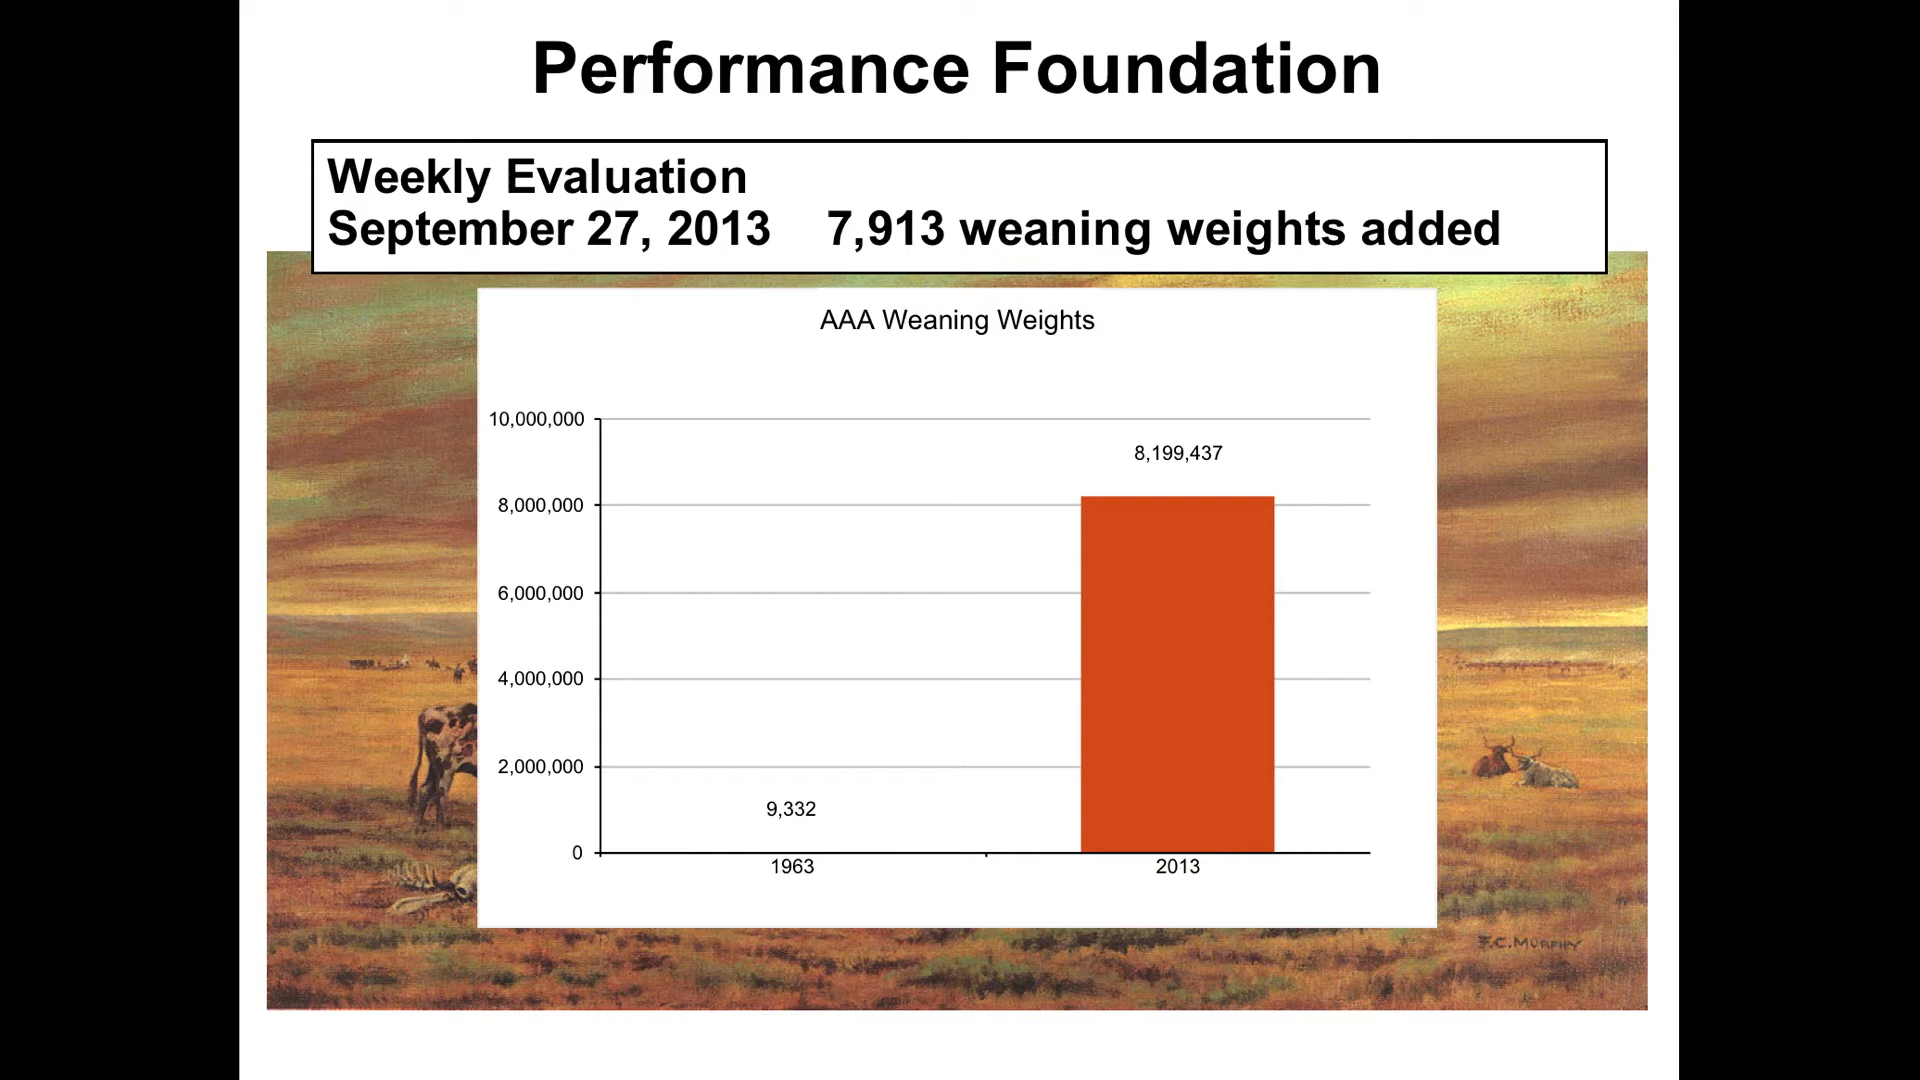 Performance Foundation
Weekly Evaluation
September 27, 2013 7,913 weaning weights added
AAA Weaning Weights
10,000,000
8,199,437
8,000,000
6,000,000
4,000,000
2,000,000
9,332
0
1963 2013
F.C. MURPHY